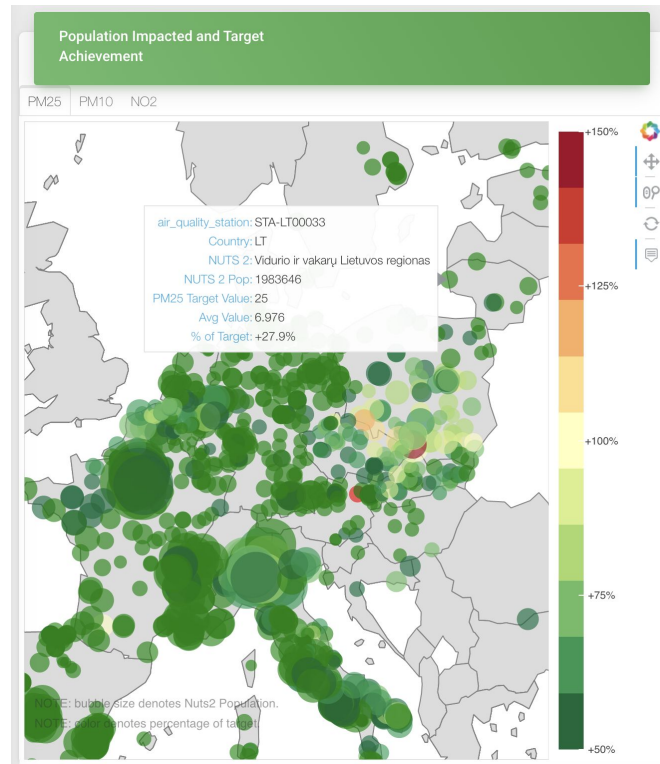 Population Impacted and Target
Achievement
PM25 PM10 NO2
air_quality_station: STA-LT00033
Country: LT
NUTS 2: Vidurio ir vakarų Lietuvos regionas
NUTS 2 Pop: 1983646
PM25 Target Value: 25
Avg Value: 6.976
% of Target: +27.9%
+150%
+125%
+100%
+75%
+50%
NOTE: bubble size denotes Nuts2 Population.
NOTE: color denotes percentage of target.